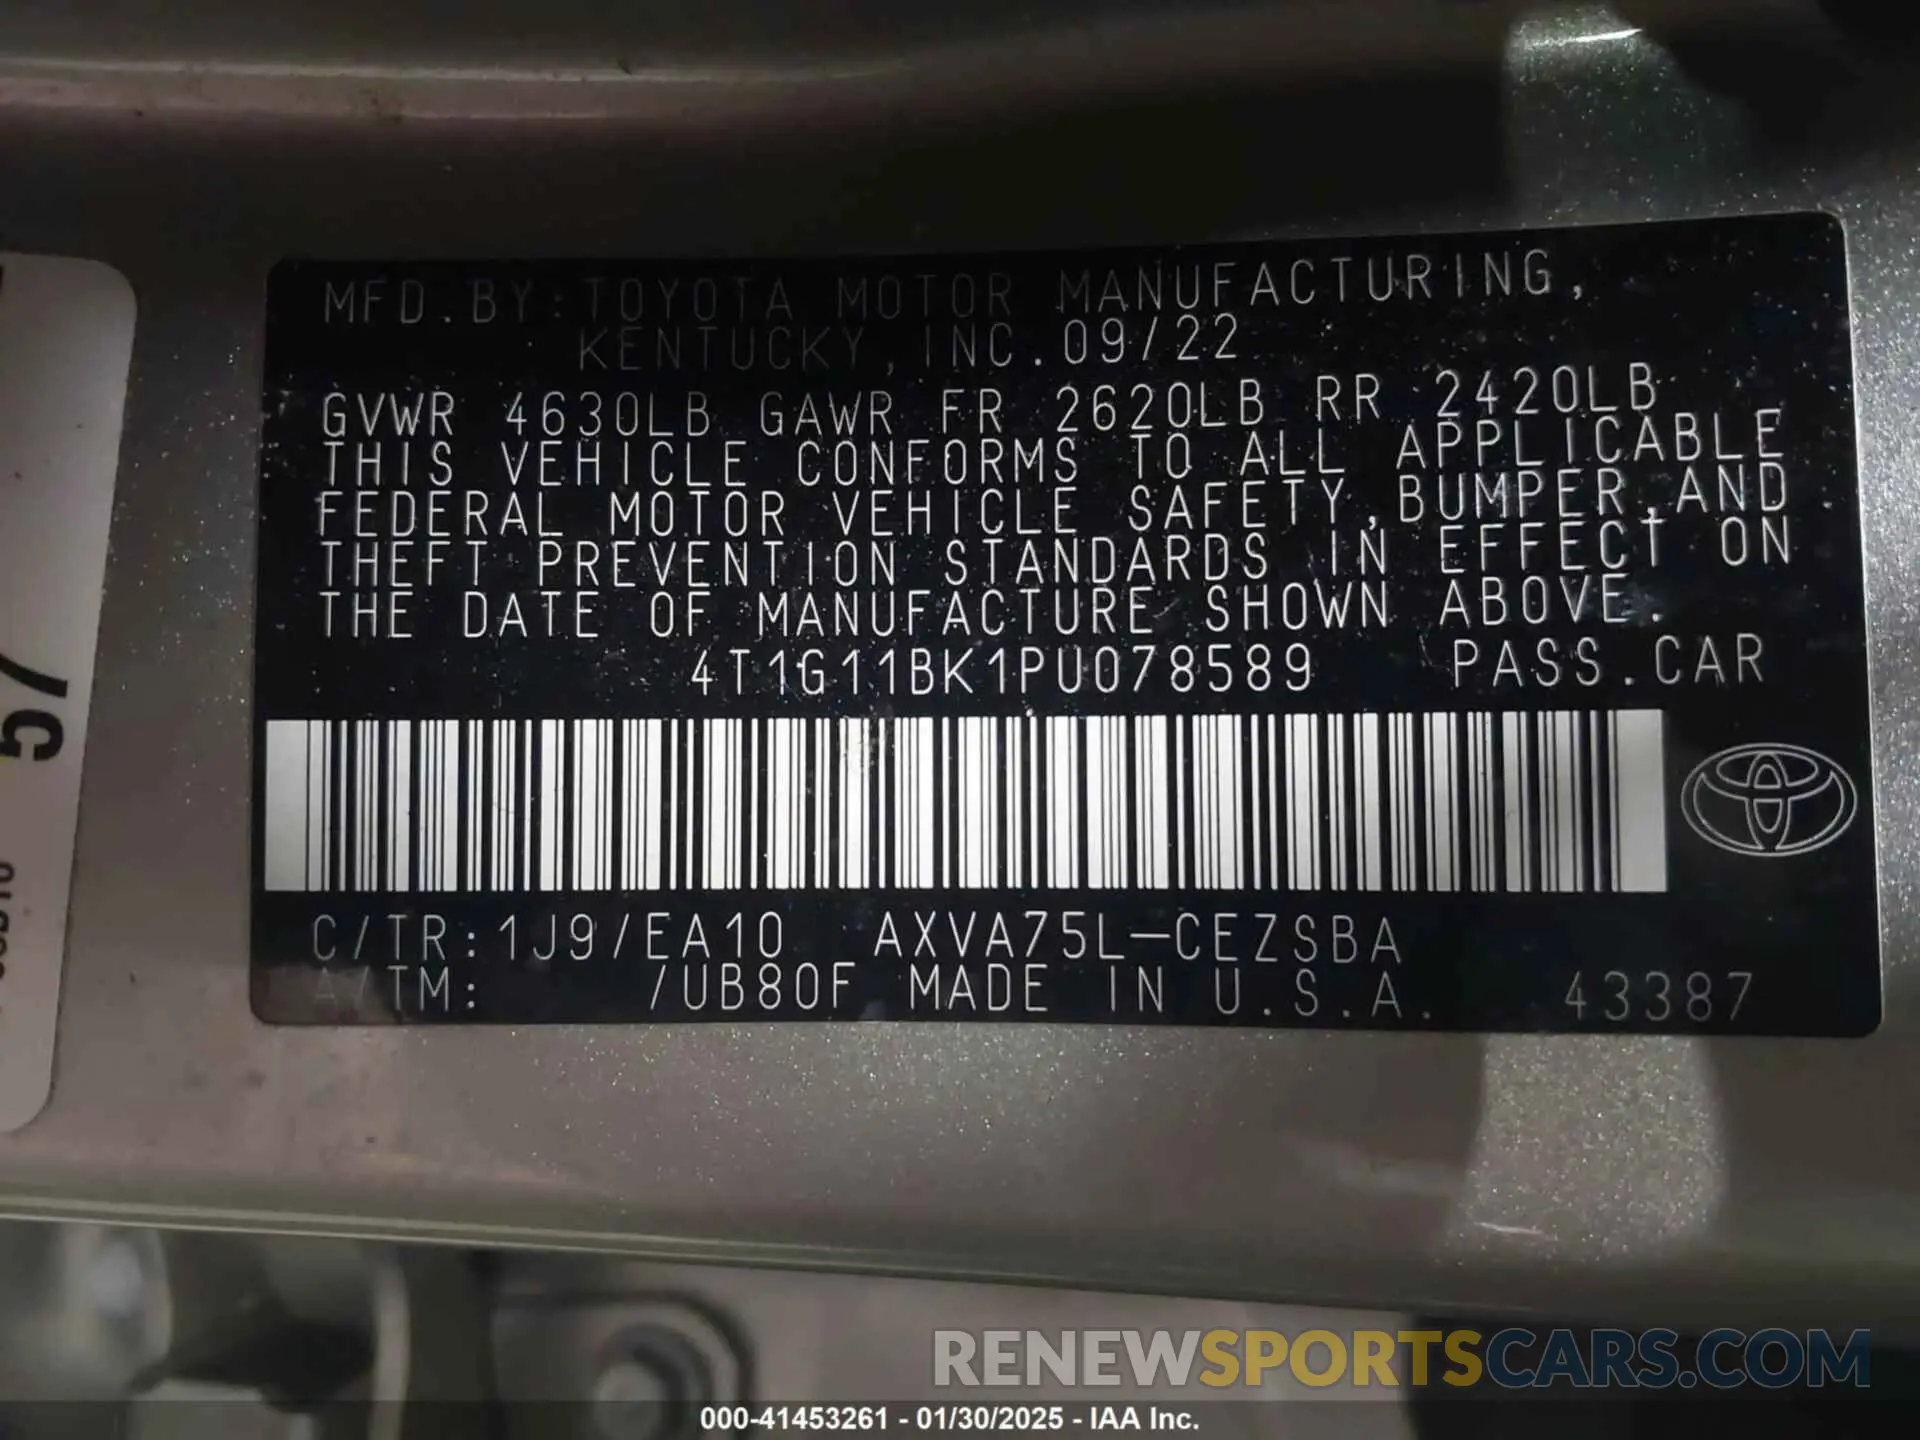 MFD.BY:TOYOTA MOTOR MANUFACTURING,
KENTUCKY,INC.09/22
GVWR 4630LB GAWR FR 2620LB RR 2420LB
THIS VEHICLE CONFORMS TO ALL APPLICABLE
FEDERAL MOTOR VEHICLE SAFETY,BUMPER,AND
THEFT PREVENTION STANDARDS IN EFFECT ON
THE DATE OF MANUFACTURE SHOWN ABOVE.
4T1G11BK1PU078589 PASS.CAR
C/TR:1J9/EA10 AXVA75L-CEZSBA
A/TM: /UB80F MADE IN U.S.A. 43387
57
RENEWSPORTSCARS.COM
000-41453261 - 01/30/2025 - IAA Inc.